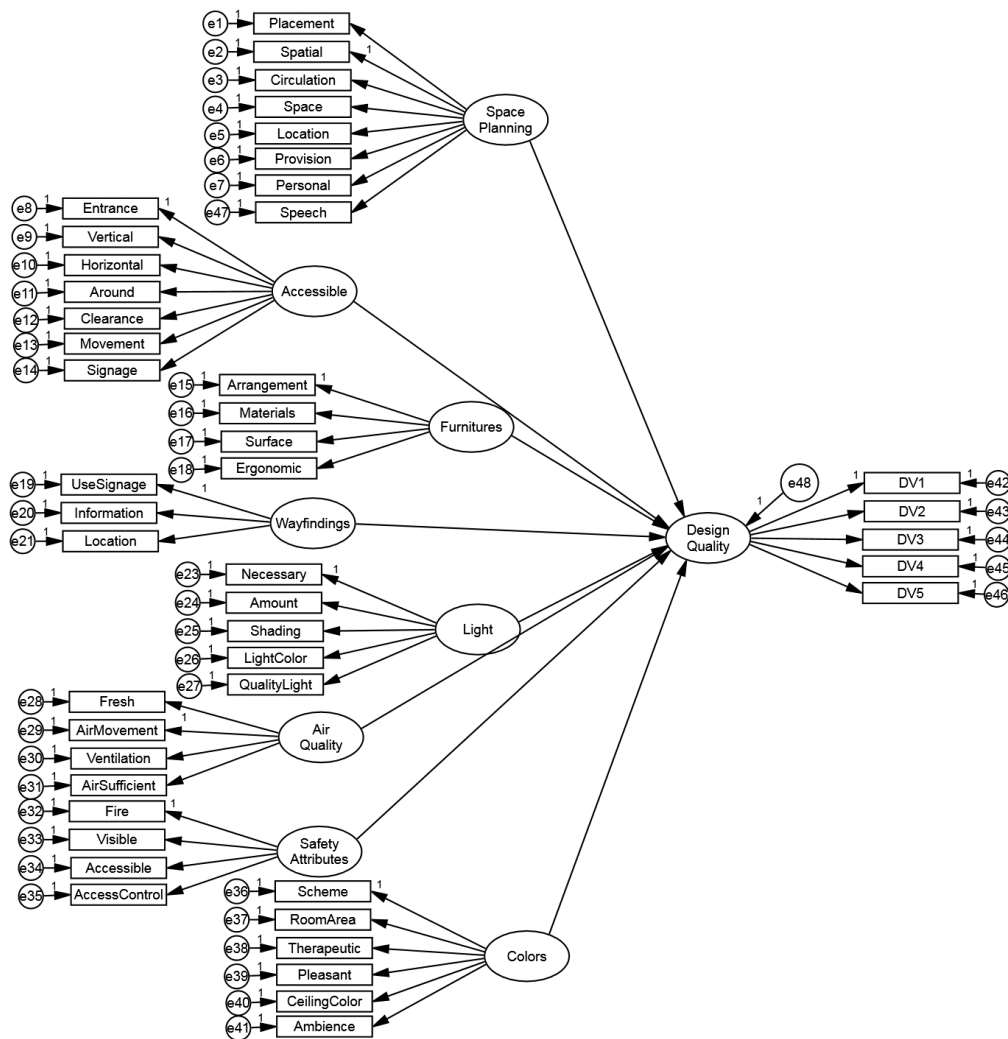 e1 1 Placement
e2 1 Spatial 1
e3 1 Circulation
e4 1 Space
e5 1 Location
e6 1 Provision
e7 1 Personal
e47 1 Speech
Space
Planning
e8 1 Entrance 1
e9 1 Vertical
e10 1 Horizontal
e11 1 Around
e12 1 Clearance
e13 1 Movement
e14 1 Signage
Accessible
e15 1 Arrangement 1
e16 1 Materials
e17 1 Surface
e18 1 Ergonomic
Furnitures
e19 1 UseSignage 1
e20 1 Information
e21 1 Location
Wayfindings
e48
1
Design
Quality
1 DV1 1 e42
DV2 1 e43
DV3 1 e44
DV4 1 e45
DV5 1 e46
e23 1 Necessary 1
e24 1 Amount
e25 1 Shading
e26 1 LightColor
e27 1 QualityLight
Light
e28 1 Fresh
e29 1 AirMovement 1
e30 1 Ventilation
e31 1 AirSufficient
Air
Quality
e32 1 Fire 1
e33 1 Visible
e34 1 Accessible
e35 1 AccessControl
Safety
Attributes
e36 1 Scheme 1
e37 1 RoomArea
e38 1 Therapeutic
e39 1 Pleasant
e40 1 CeilingColor
e41 1 Ambience
Colors